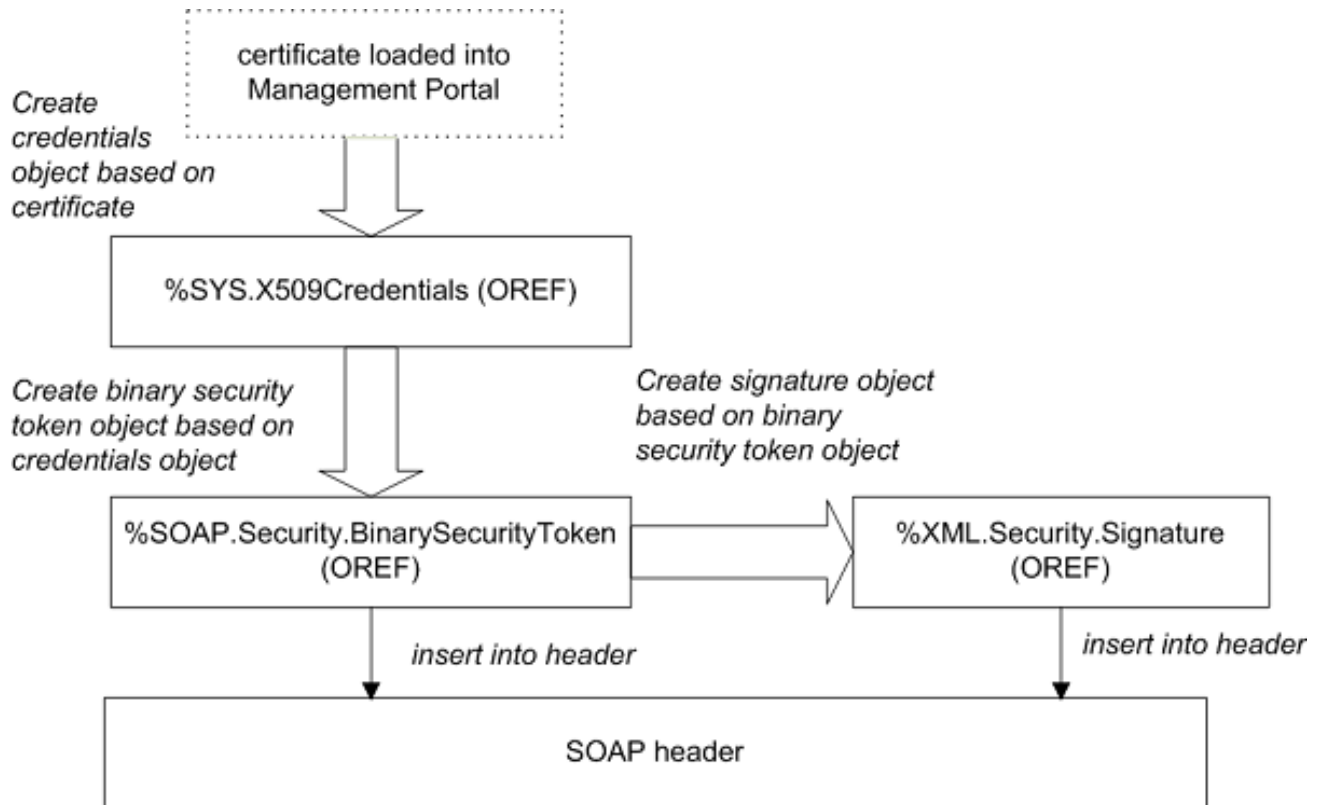 certificate loaded into
Management Portal
Create
credentials
object based on
certificate
%SYS.X509Credentials (OREF)
Create binary security
token object based on
credentials object
Create signature object
based on binary
security token object
%SOAP.Security.BinarySecurityToken
(OREF)
%XML.Security.Signature
(OREF)
insert into header
insert into header
SOAP header